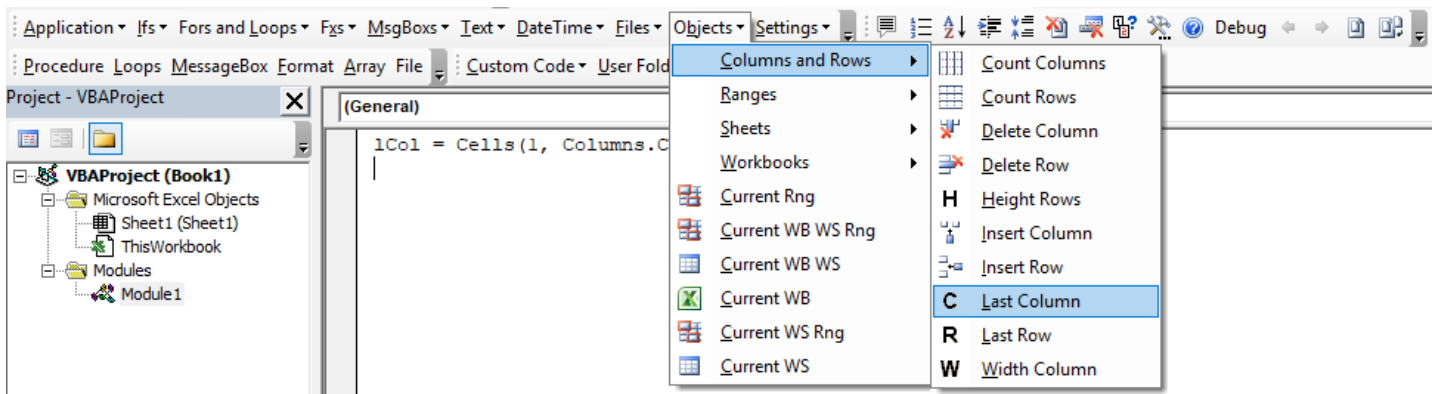 Application Ifs Fors and Loops Fxs MsgBoxs Text DateTime Files Objects Settings Debug
Procedure Loops MessageBox Format Array File Custom Code User Fold
Project - VBAProject
(General)
lCol = Cells(1, Columns.C
VBAProject (Book1)
Microsoft Excel Objects
Sheet1 (Sheet1)
ThisWorkbook
Modules
Module1
Columns and Rows
Ranges
Sheets
Workbooks
Current Rng
Current WB WS Rng
Current WB WS
Current WB
Current WS Rng
Current WS
Count Columns
Count Rows
Delete Column
Delete Row
H Height Rows
Insert Column
Insert Row
C Last Column
R Last Row
W Width Column